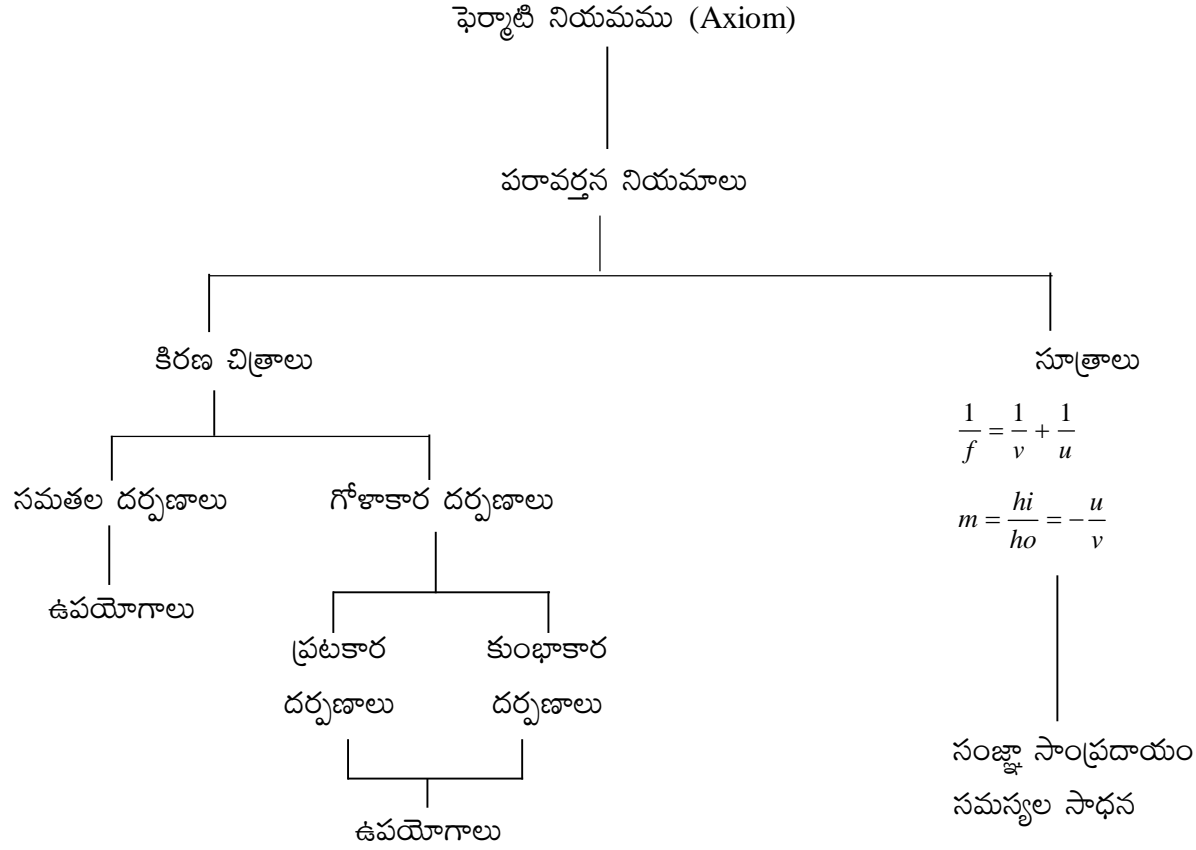 ఫెర్మాటి నియమము (Axiom)
పరావర్తన నియమాలు
కిరణ చిత్రాలు
సూత్రాలు
1/f = 1/v + 1/u
సమతల దర్పణాలు
గోళాకార దర్పణాలు
m = hi/ho = -u/v
ఉపయోగాలు
ప్రటకార
దర్పణాలు
కుంభాకార
దర్పణాలు
సంజ్ఞా సాంప్రదాయం
సమస్యల సాధన
ఉపయోగాలు